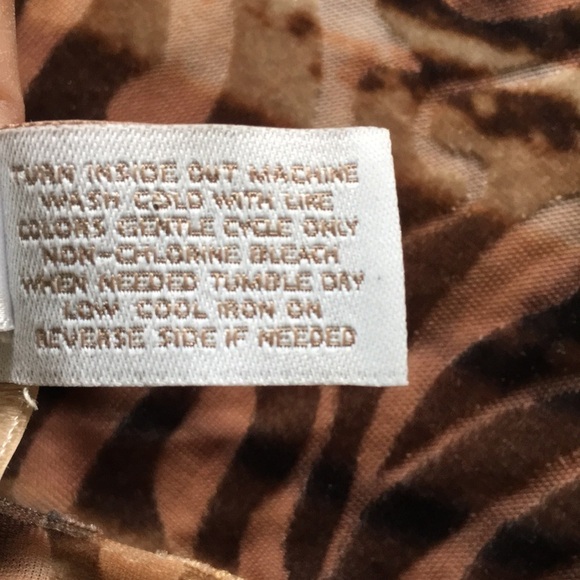 TURN INSIDE OUT MACHINE
WASH COLD WITH LIKE
COLORS GENTLE CYCLE ONLY
NON-CHLORINE BLEACH
WHEN NEEDED TUMBLE DAY
LOW COOL IRON ON
REVERSE SIDE IF NEEDED